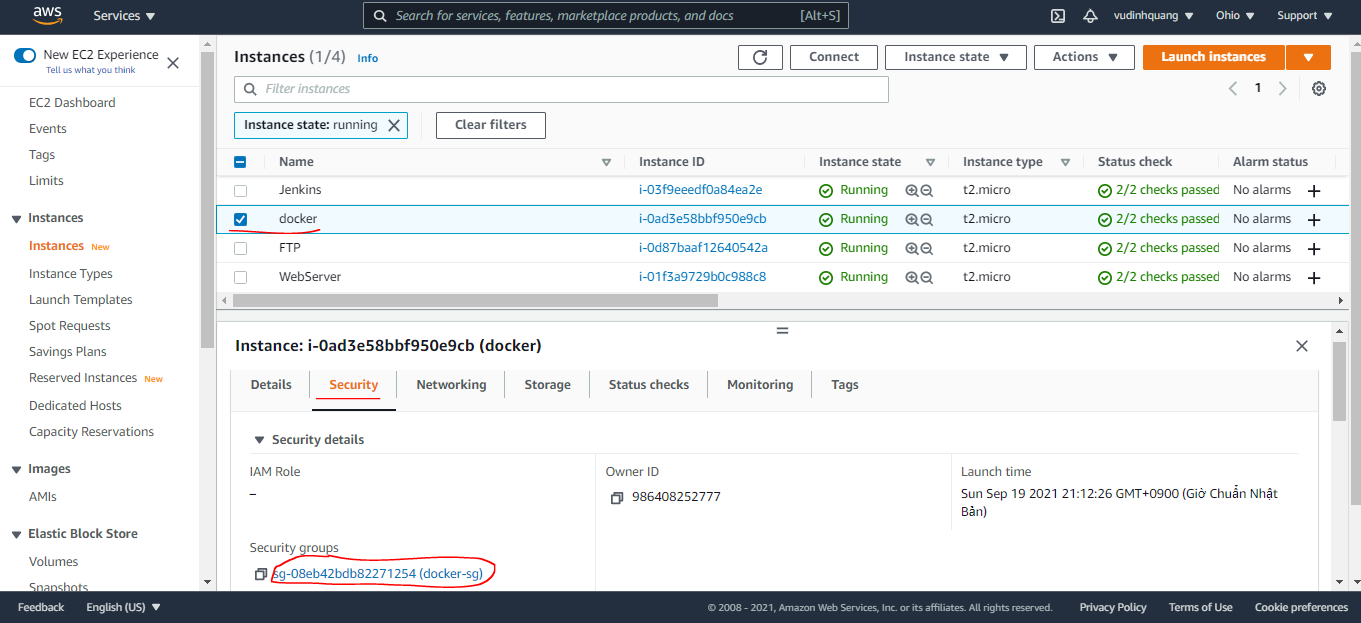 aws Services Search for services, features, marketplace products, and docs [Alt+S] vudinhquang Ohio Support
New EC2 Experience
Tell us what you think
EC2 Dashboard
Events
Tags
Limits
Instances
Instances New
Instance Types
Launch Templates
Spot Requests
Savings Plans
Reserved Instances New
Dedicated Hosts
Capacity Reservations
Images
AMIs
Elastic Block Store
Volumes
Snapshots
Instances (1/4) Info Connect Instance state Actions Launch instances
Filter instances 1
Instance state: running Clear filters
Name Instance ID Instance state Instance type Status check Alarm status
Jenkins i-03f9eeedf0a84ea2e Running t2.micro 2/2 checks passed No alarms
docker i-0ad3e58bbf950e9cb Running t2.micro 2/2 checks passed No alarms
FTP i-0d87baaf12640542a Running t2.micro 2/2 checks passed No alarms
WebServer i-01f3a9729b0c988c8 Running t2.micro 2/2 checks passed No alarms
Instance: i-0ad3e58bbf950e9cb (docker)
Details Security Networking Storage Status checks Monitoring Tags
Security details
IAM Role
–
Owner ID
986408252777
Launch time
Sun Sep 19 2021 21:12:26 GMT+0900 (Giờ Chuẩn Nhật
Bản)
Security groups
sg-08eb42bdb82271254 (docker-sg)
Feedback English (US) © 2008 - 2021, Amazon Web Services, Inc. or its affiliates. All rights reserved. Privacy Policy Terms of Use Cookie preferences